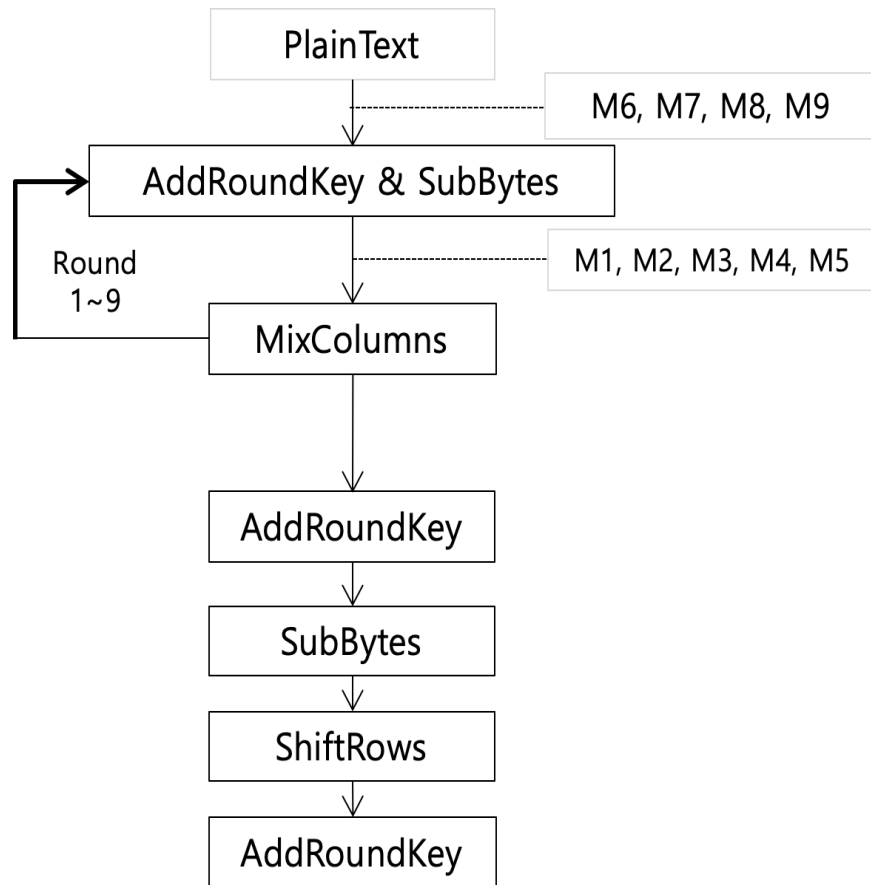 PlainText
M6, M7, M8, M9
AddRoundKey & SubBytes
M1, M2, M3, M4, M5
Round
1~9
MixColumns
AddRoundKey
SubBytes
ShiftRows
AddRoundKey